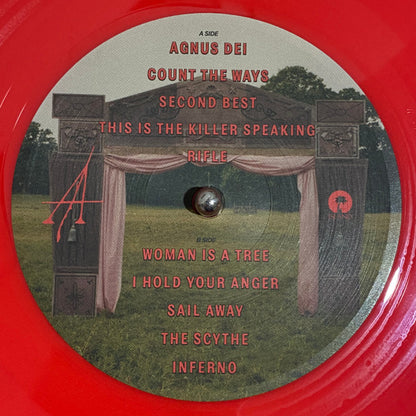 A SIDE
AGNUS DEI
COUNT THE WAYS
SECOND BEST
THIS IS THE KILLER SPEAKING
RIFLE
B SIDE
WOMAN IS A TREE
I HOLD YOUR ANGER
SAIL AWAY
THE SCYTHE
INFERNO